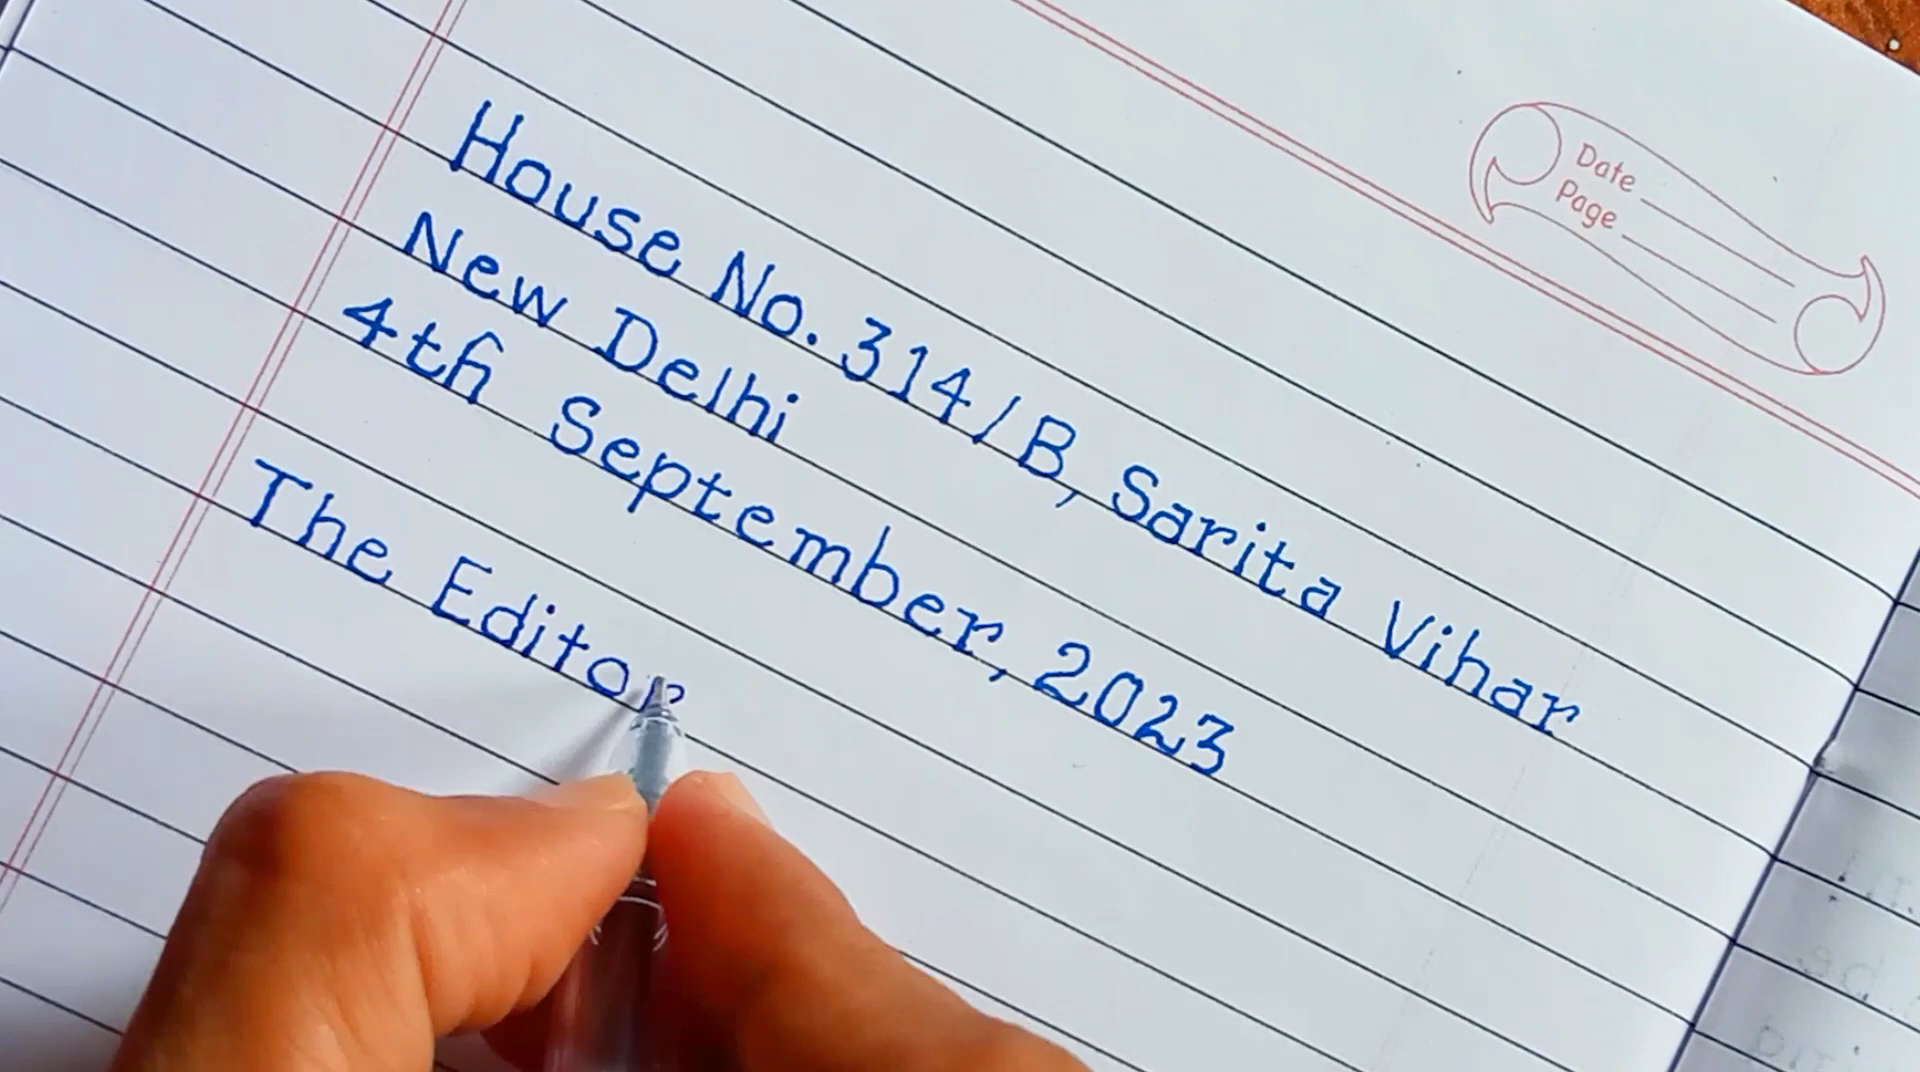 Date
Page
House No. 314/B, Sarita Vihar
New Delhi
4th September, 2023
The Editor